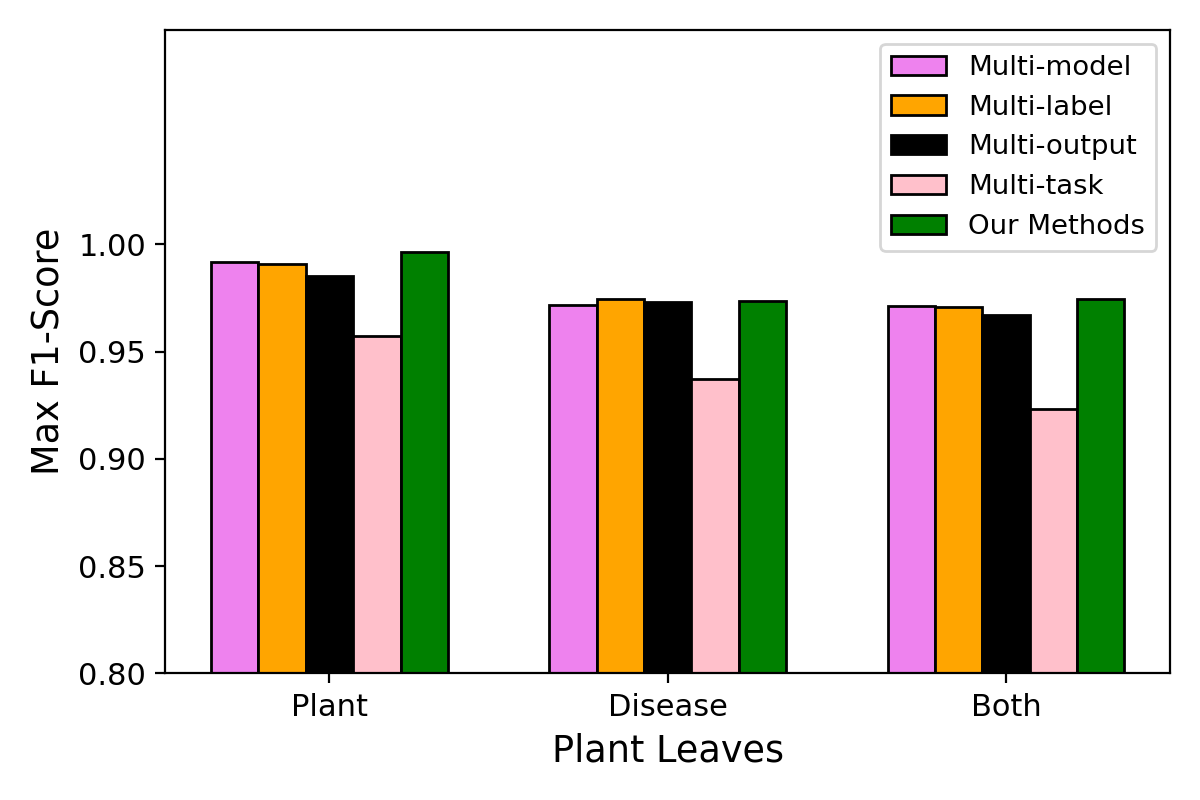 Multi-model
Multi-label
Multi-output
Multi-task
Our Methods
Max F1-Score
1.00
0.95
0.90
0.85
0.80
Plant
Disease
Both
Plant Leaves